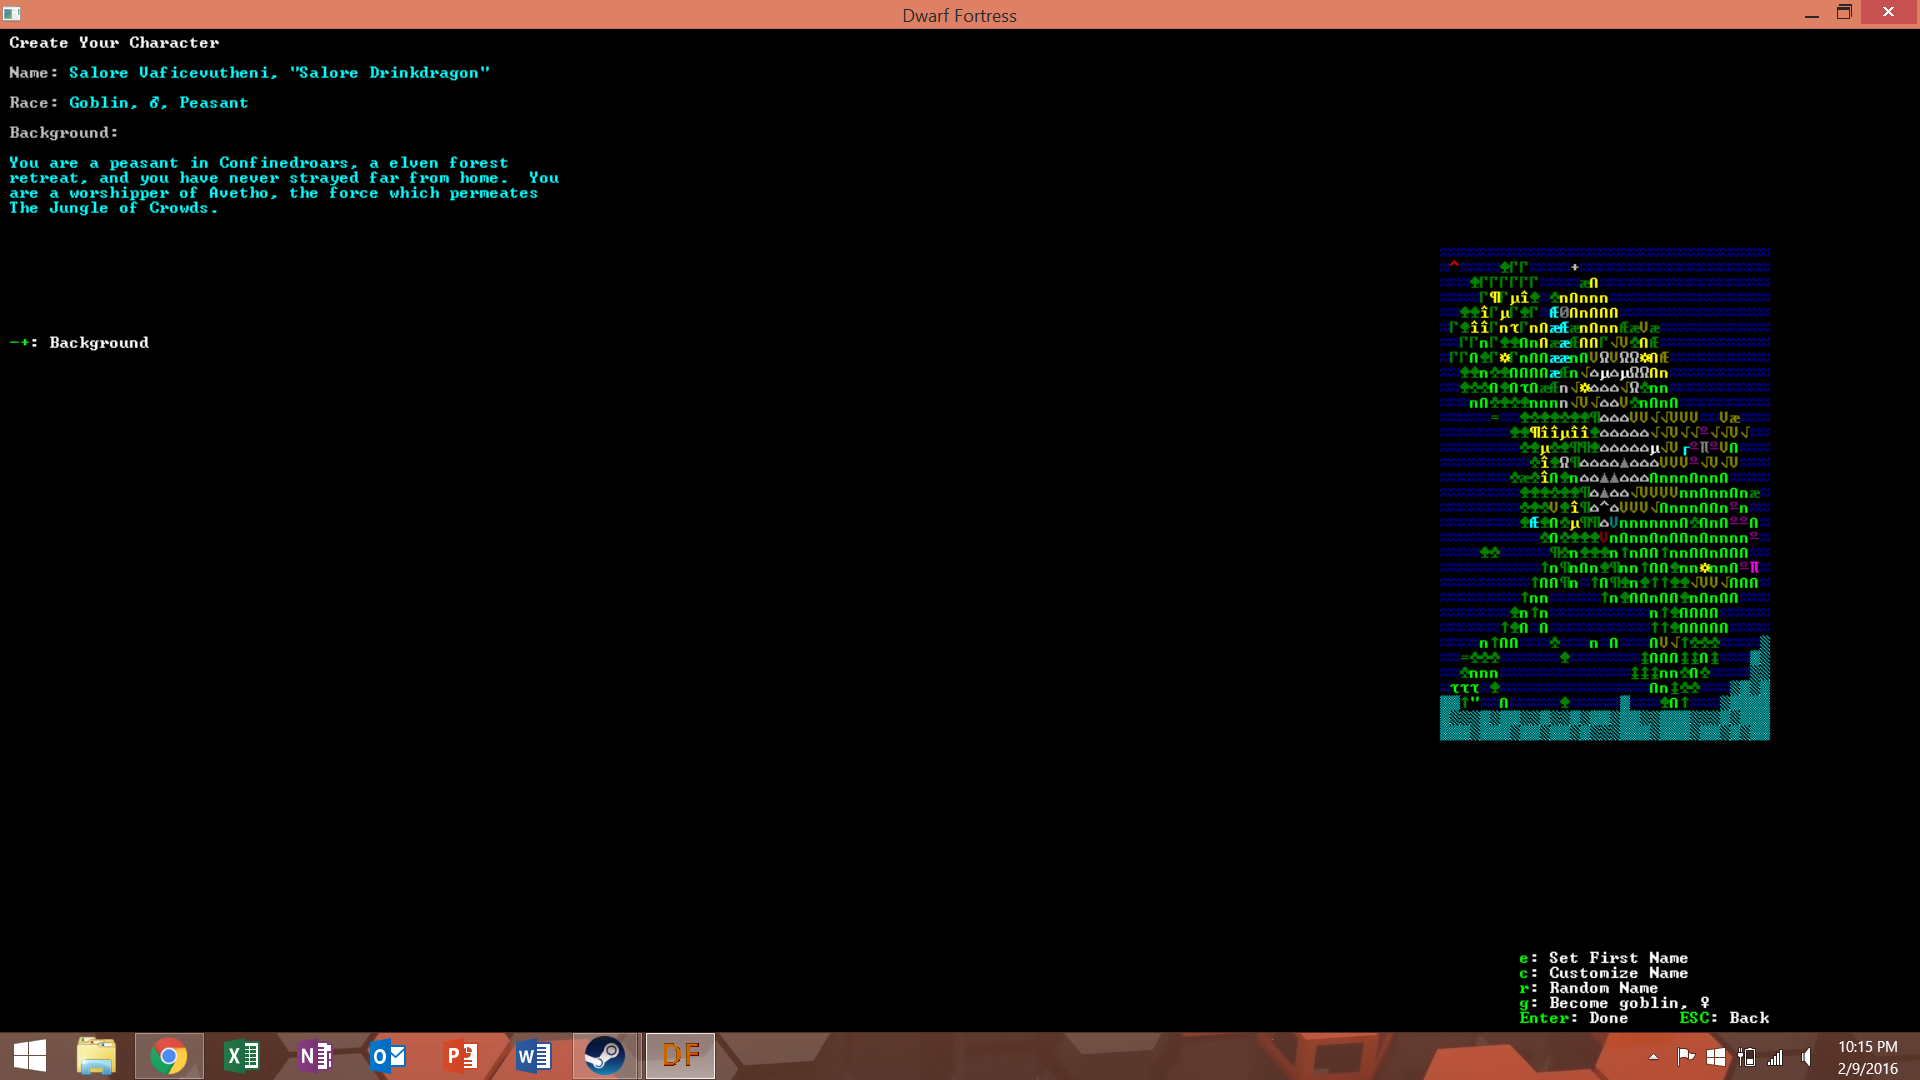 Dwarf Fortress
Create Your Character
Name: Salore Vaficevutheni, "Salore Drinkdragon"
Race: Goblin, ♂, Peasant
Background:
You are a peasant in Confinedroars, a elven forest
retreat, and you have never strayed far from home.  You
are a worshipper of Avetho, the force which permeates
The Jungle of Crowds.
-+: Background
e: Set First Name
c: Customize Name
r: Random Name
g: Become goblin, ♀
Enter: Done ESC: Back
DF
10:15 PM
2/9/2016